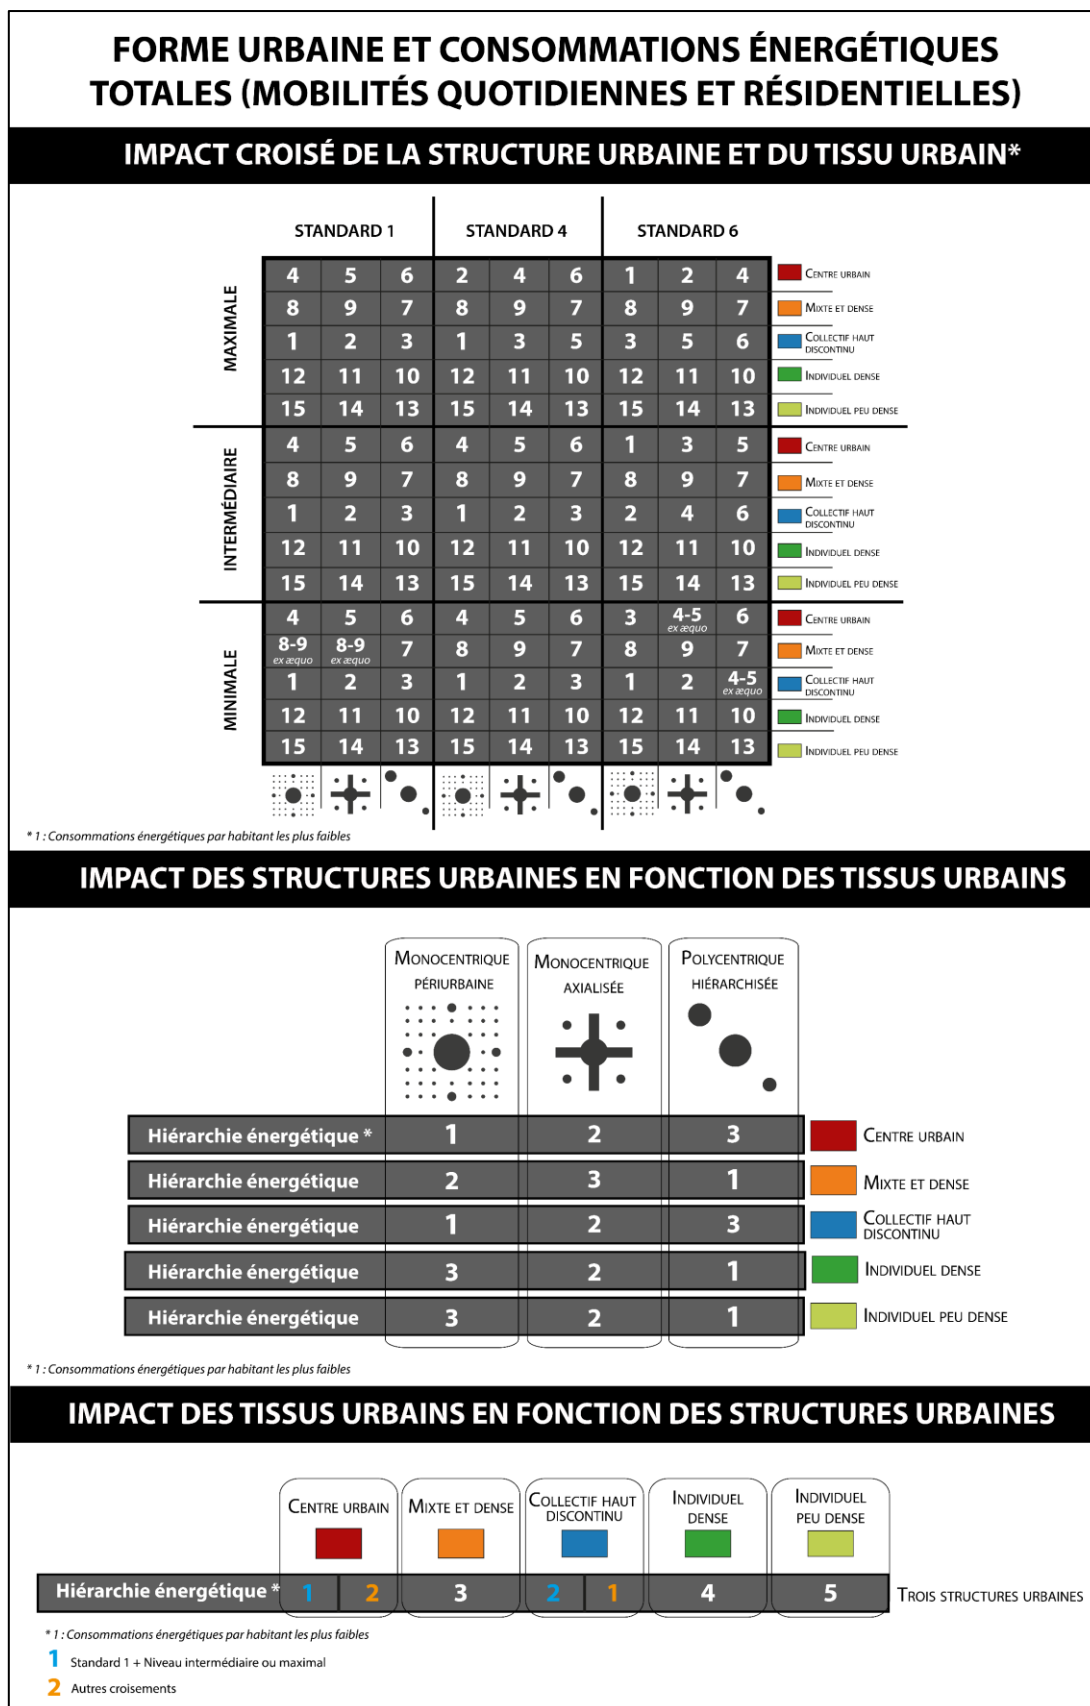 FORME URBAINE ET CONSOMMATIONS ÉNERGÉTIQUES
TOTALES (MOBILITÉS QUOTIDIENNES ET RÉSIDENTIELLES)
IMPACT CROISÉ DE LA STRUCTURE URBAINE ET DU TISSU URBAIN*
STANDARD 1 STANDARD 4 STANDARD 6
MAXIMALE
4 5 6 2 4 6 1 2 4 CENTRE URBAIN
8 9 7 8 9 7 8 9 7 MIXTE ET DENSE
1 2 3 1 3 5 3 5 6 COLLECTIF HAUT
DISCONTINU
12 11 10 12 11 10 12 11 10 INDIVIDUEL DENSE
15 14 13 15 14 13 15 14 13 INDIVIDUEL PEU DENSE
INTERMÉDIAIRE
4 5 6 4 5 6 1 3 5 CENTRE URBAIN
8 9 7 8 9 7 8 9 7 MIXTE ET DENSE
1 2 3 1 2 3 2 4 6 COLLECTIF HAUT
DISCONTINU
12 11 10 12 11 10 12 11 10 INDIVIDUEL DENSE
15 14 13 15 14 13 15 14 13 INDIVIDUEL PEU DENSE
MINIMALE
4 5 6 4 5 6 3 4-5 6 CENTRE URBAIN
ex æquo
8-9 8-9 7 8 9 7 8 9 7 MIXTE ET DENSE
ex æquo ex æquo
1 2 3 1 2 3 1 2 4-5 COLLECTIF HAUT
ex æquo DISCONTINU
12 11 10 12 11 10 12 11 10 INDIVIDUEL DENSE
15 14 13 15 14 13 15 14 13 INDIVIDUEL PEU DENSE
* 1 : Consommations énergétiques par habitant les plus faibles
IMPACT DES STRUCTURES URBAINES EN FONCTION DES TISSUS URBAINS
MONOCENTRIQUE MONOCENTRIQUE POLYCENTRIQUE
PÉRIURBAINE AXIALISÉE HIÉRARCHISÉE
Hiérarchie énergétique * 1 2 3 CENTRE URBAIN
Hiérarchie énergétique 2 3 1 MIXTE ET DENSE
Hiérarchie énergétique 1 2 3 COLLECTIF HAUT
DISCONTINU
Hiérarchie énergétique 3 2 1 INDIVIDUEL DENSE
Hiérarchie énergétique 3 2 1 INDIVIDUEL PEU DENSE
* 1 : Consommations énergétiques par habitant les plus faibles
IMPACT DES TISSUS URBAINS EN FONCTION DES STRUCTURES URBAINES
CENTRE URBAIN MIXTE ET DENSE COLLECTIF HAUT INDIVIDUEL INDIVIDUEL
DISCONTINU DENSE PEU DENSE
Hiérarchie énergétique * 1 2 3 2 1 4 5 TROIS STRUCTURES URBAINES
* 1 : Consommations énergétiques par habitant les plus faibles
1 Standard 1 + Niveau intermédiaire ou maximal
2 Autres croisements